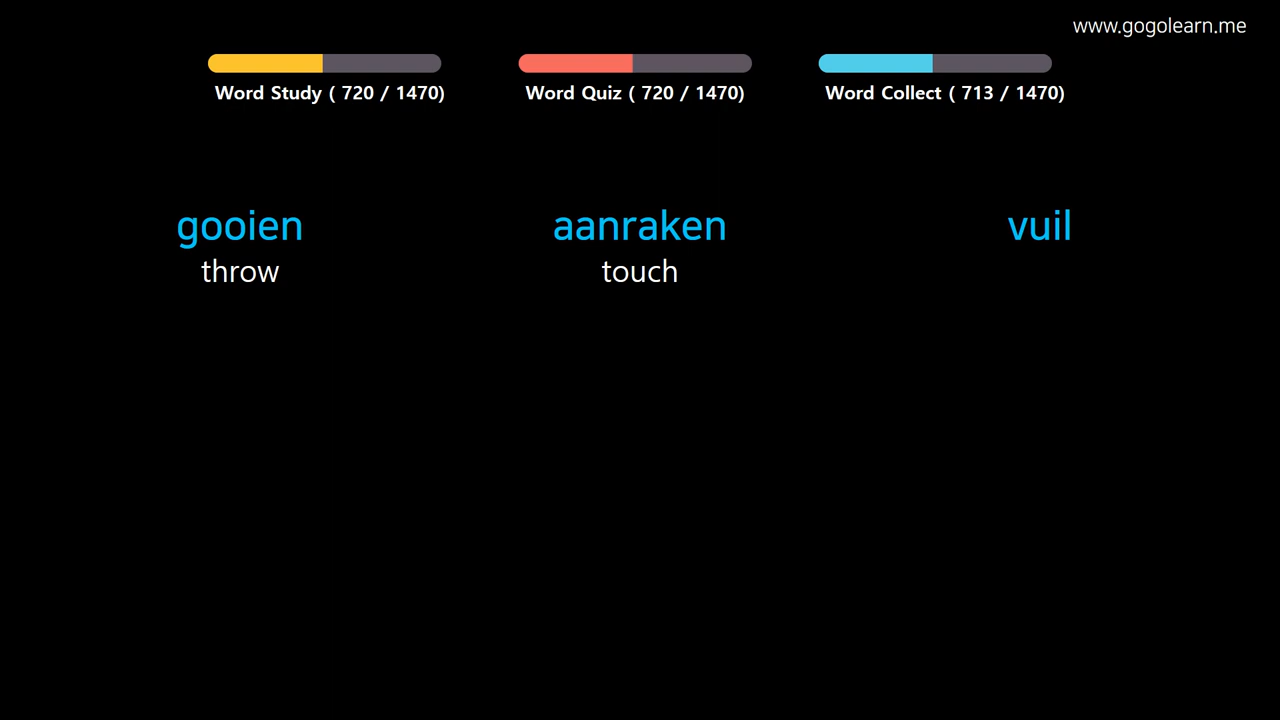 www.gogolearn.me
Word Study ( 720 / 1470)
Word Quiz ( 720 / 1470)
Word Collect ( 713 / 1470)
gooien
throw
aanraken
touch
vuil